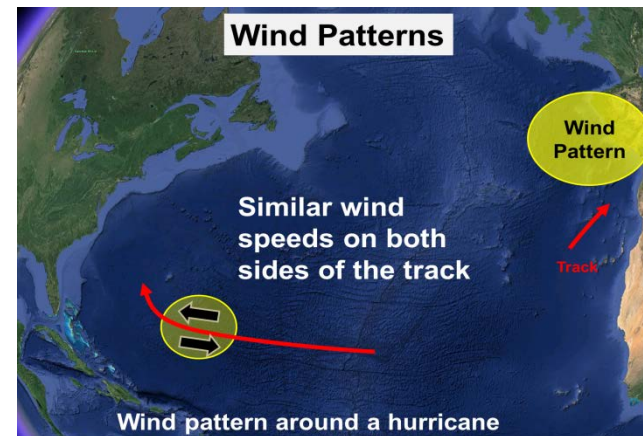 Wind Patterns
Wind
Pattern
Similar wind
speeds on both
sides of the track
Track
Wind pattern around a hurricane